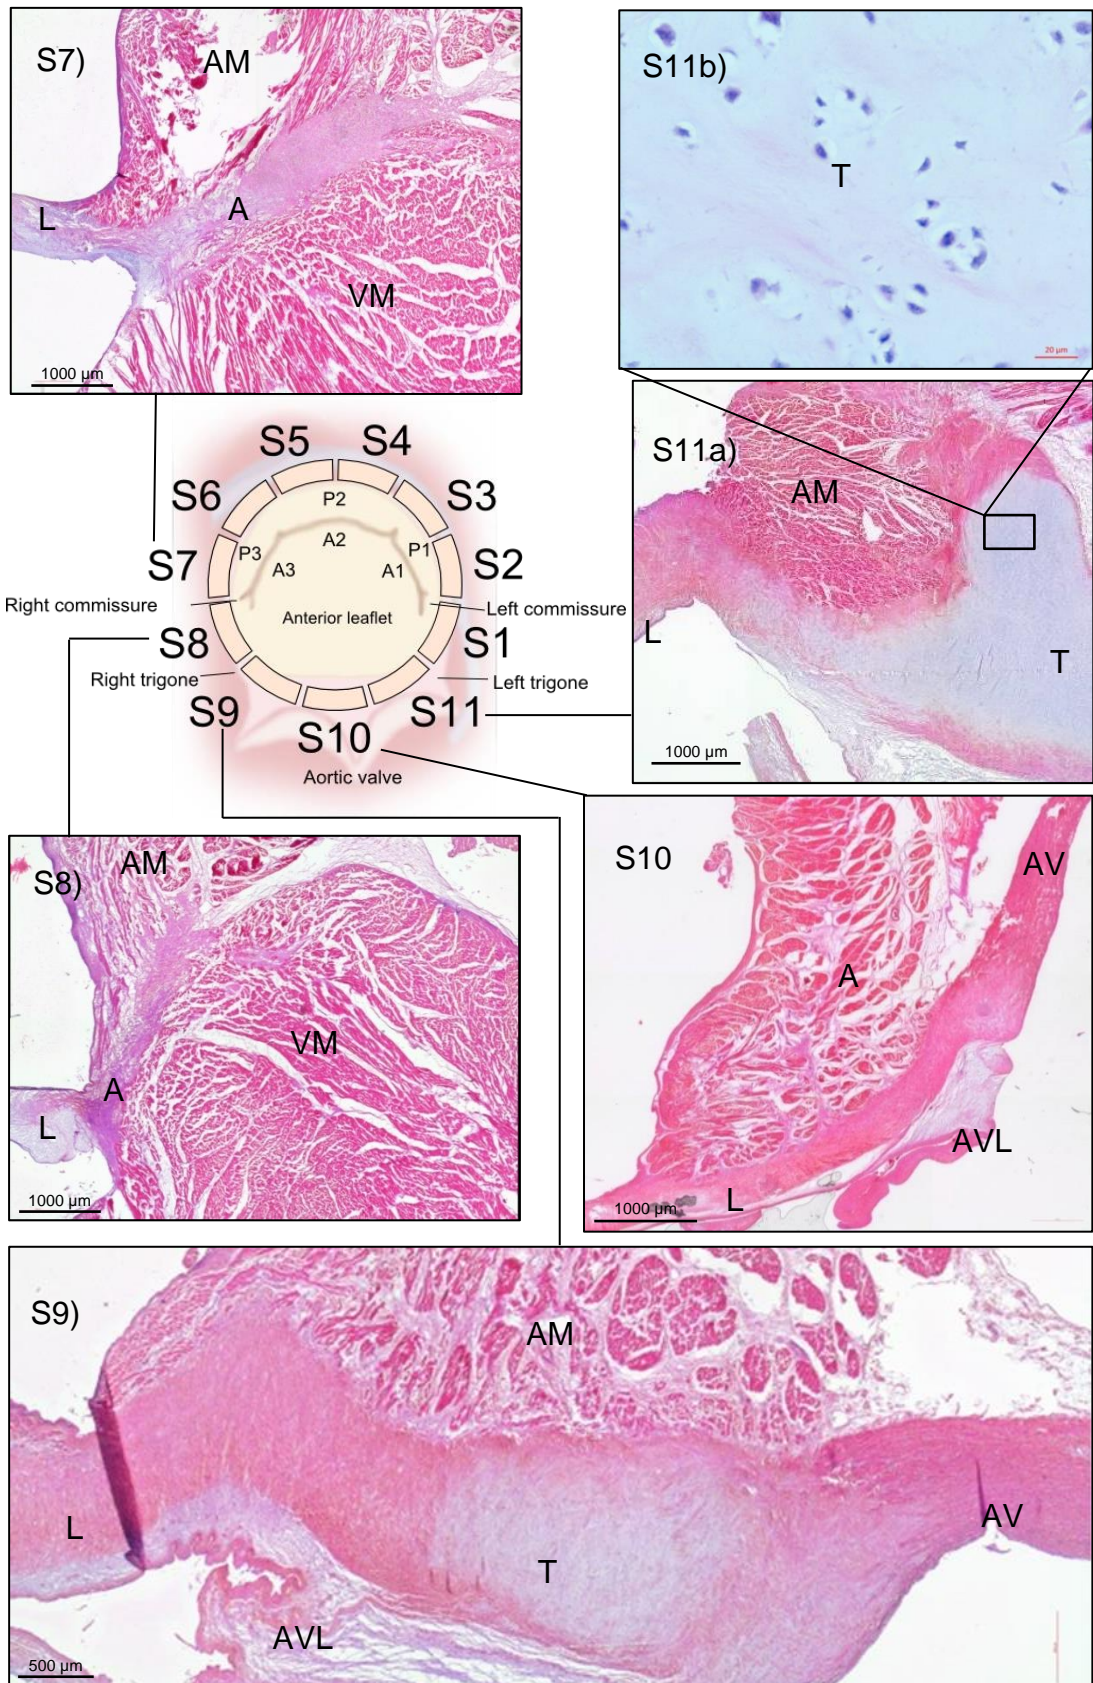 S7)
AM
L
A
VM
1000 µm
S11b)
T
20 µm
S11a)
AM
L
T
1000 µm
S5
S4
S6
S3
P2
A2
P3
P1
A3
A1
S7
S2
Right commissure
Left commissure
Anterior leaflet
S8
S1
Right trigone
Left trigone
S9
S11
S10
Aortic valve
S8)
AM
VM
A
L
1000 µm
S10
AV
A
AVL
L
1000 µm
S9)
AM
L
AV
T
AVL
500 µm